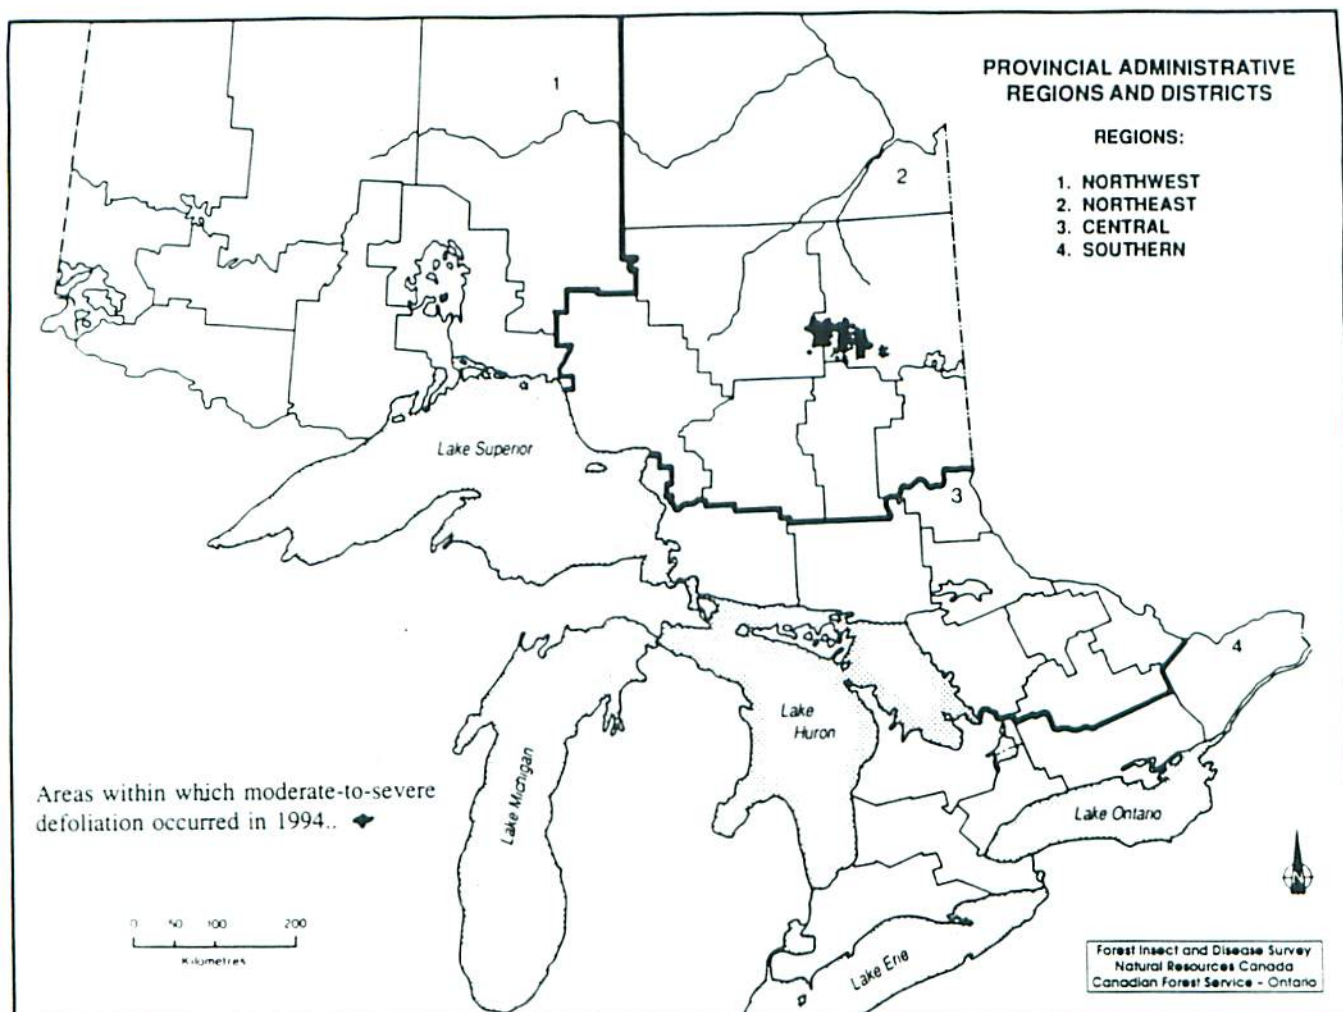 PROVINCIAL ADMINISTRATIVE
REGIONS AND DISTRICTS
REGIONS:
1. NORTHWEST
2. NORTHEAST
3. CENTRAL
4. SOUTHERN
1
2
Lake Superior
3
4
Lake
Huron
Lake Michigan
Areas within which moderate-to-severe
defoliation occurred in 1994..
Lake Ontario
N
0 50 100 200
Kilometres
Lake Erie
Forest Insect and Disease Survey
Natural Resources Canada
Canadian Forest Service - Ontario